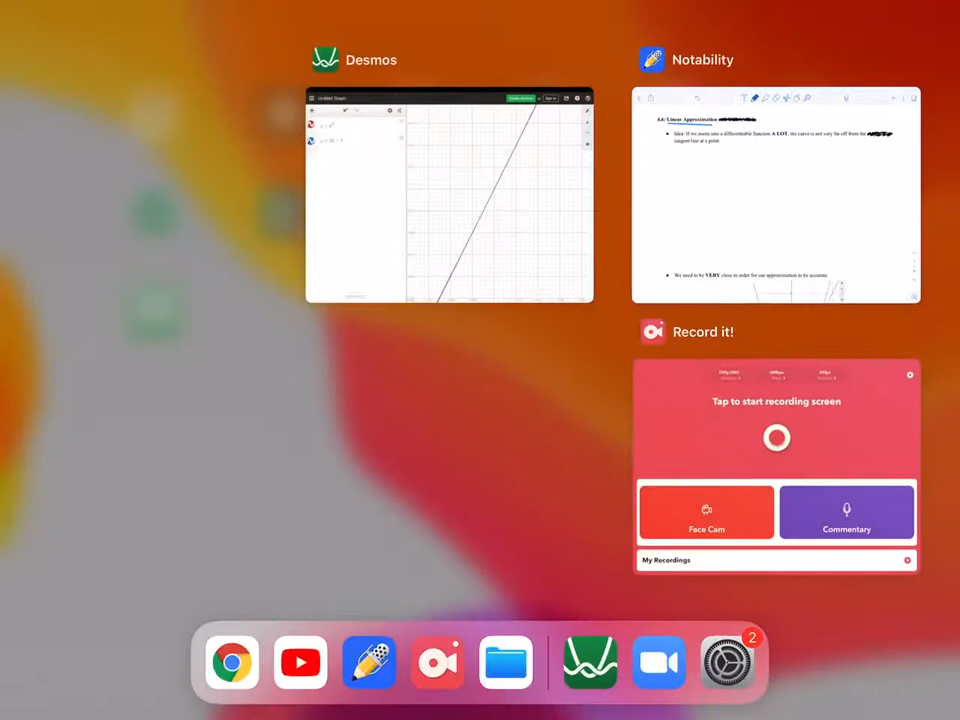 Desmos
Notability
Untitled Graph
4.6: Linear Approximation
• Idea: If we zoom into a differentiable function A LOT, the curve is not very far off from the
tangent line at a point.
• We need to be VERY close in order for our approximation to be accurate.
Record it!
Tap to start recording screen
Face Cam
Commentary
My Recordings
2